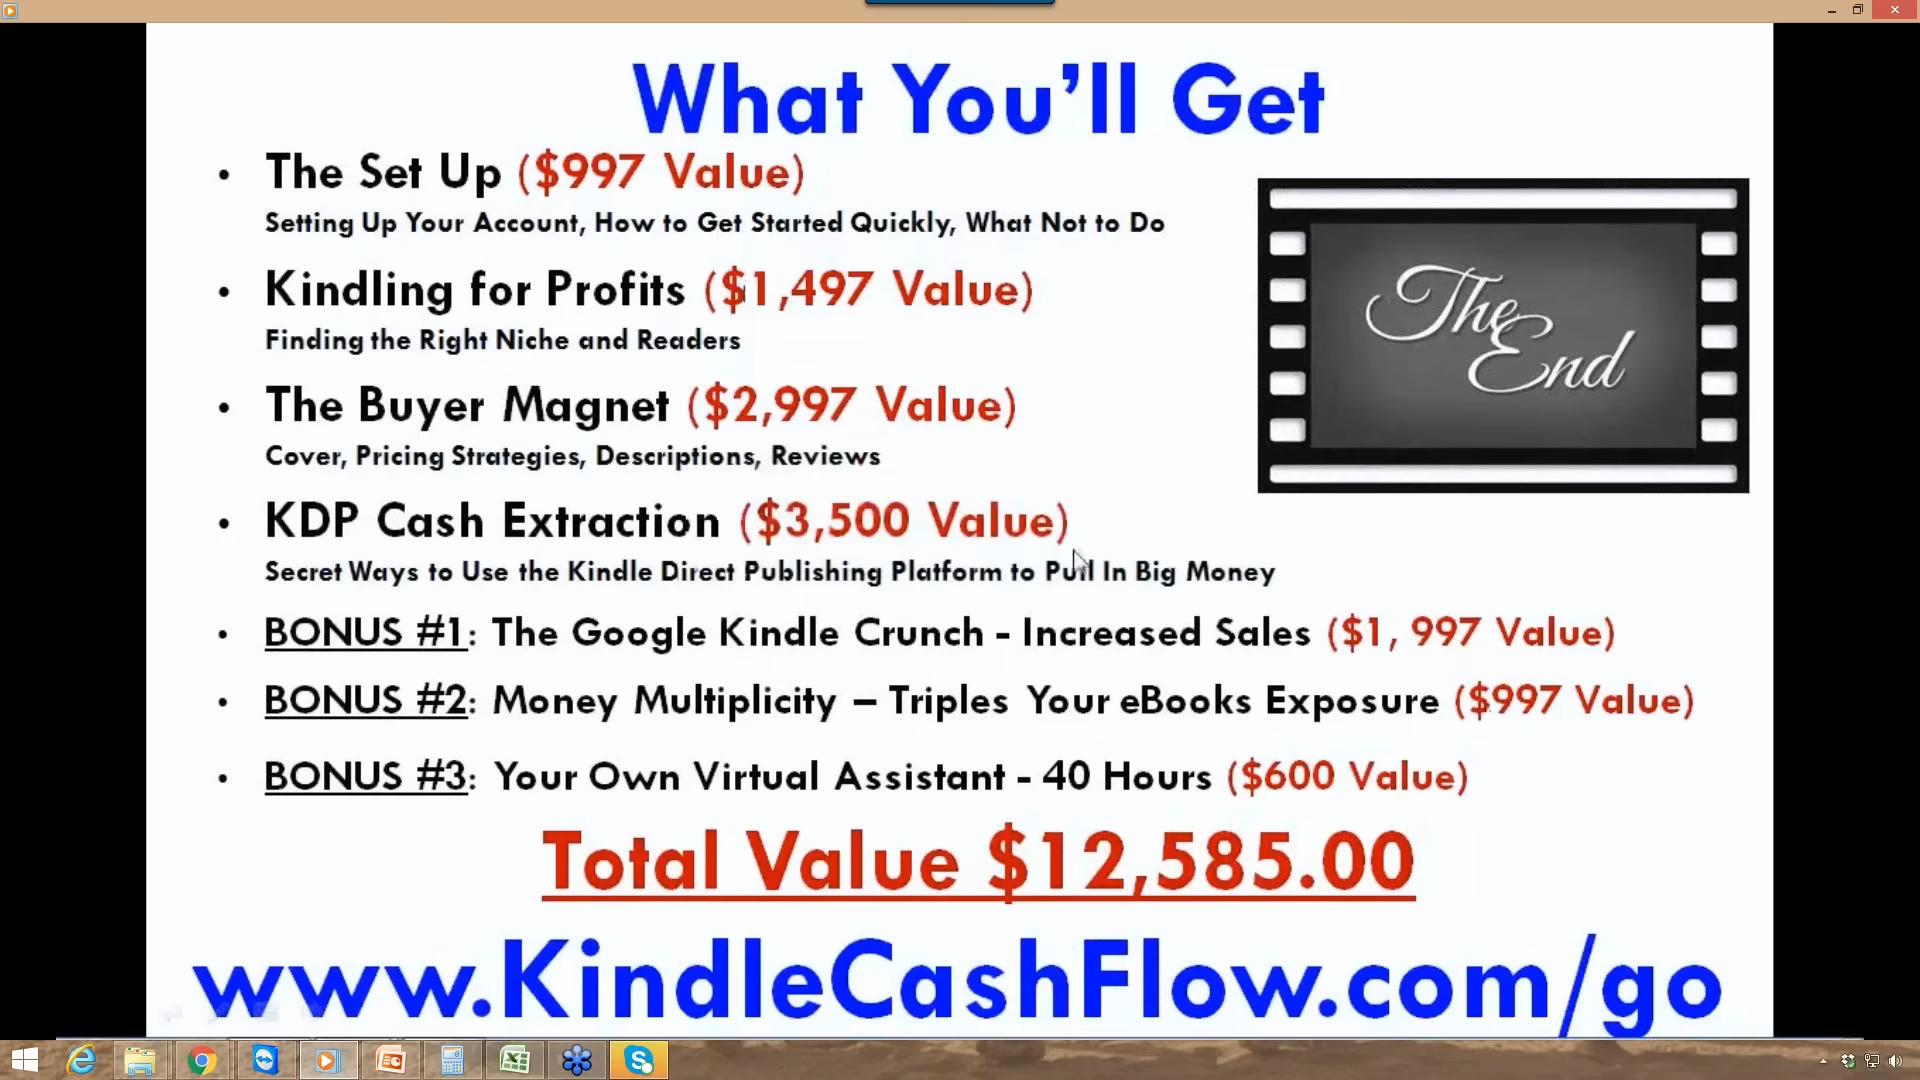 What You’ll Get
• The Set Up ($997 Value)
Setting Up Your Account, How to Get Started Quickly, What Not to Do
• Kindling for Profits ($1,497 Value)
Finding the Right Niche and Readers
• The Buyer Magnet ($2,997 Value)
Cover, Pricing Strategies, Descriptions, Reviews
• KDP Cash Extraction ($3,500 Value)
Secret Ways to Use the Kindle Direct Publishing Platform to Pull In Big Money
• BONUS #1: The Google Kindle Crunch - Increased Sales ($1, 997 Value)
• BONUS #2: Money Multiplicity – Triples Your eBooks Exposure ($997 Value)
• BONUS #3: Your Own Virtual Assistant - 40 Hours ($600 Value)
The
End
Total Value $12,585.00
www.KindleCashFlow.com/go